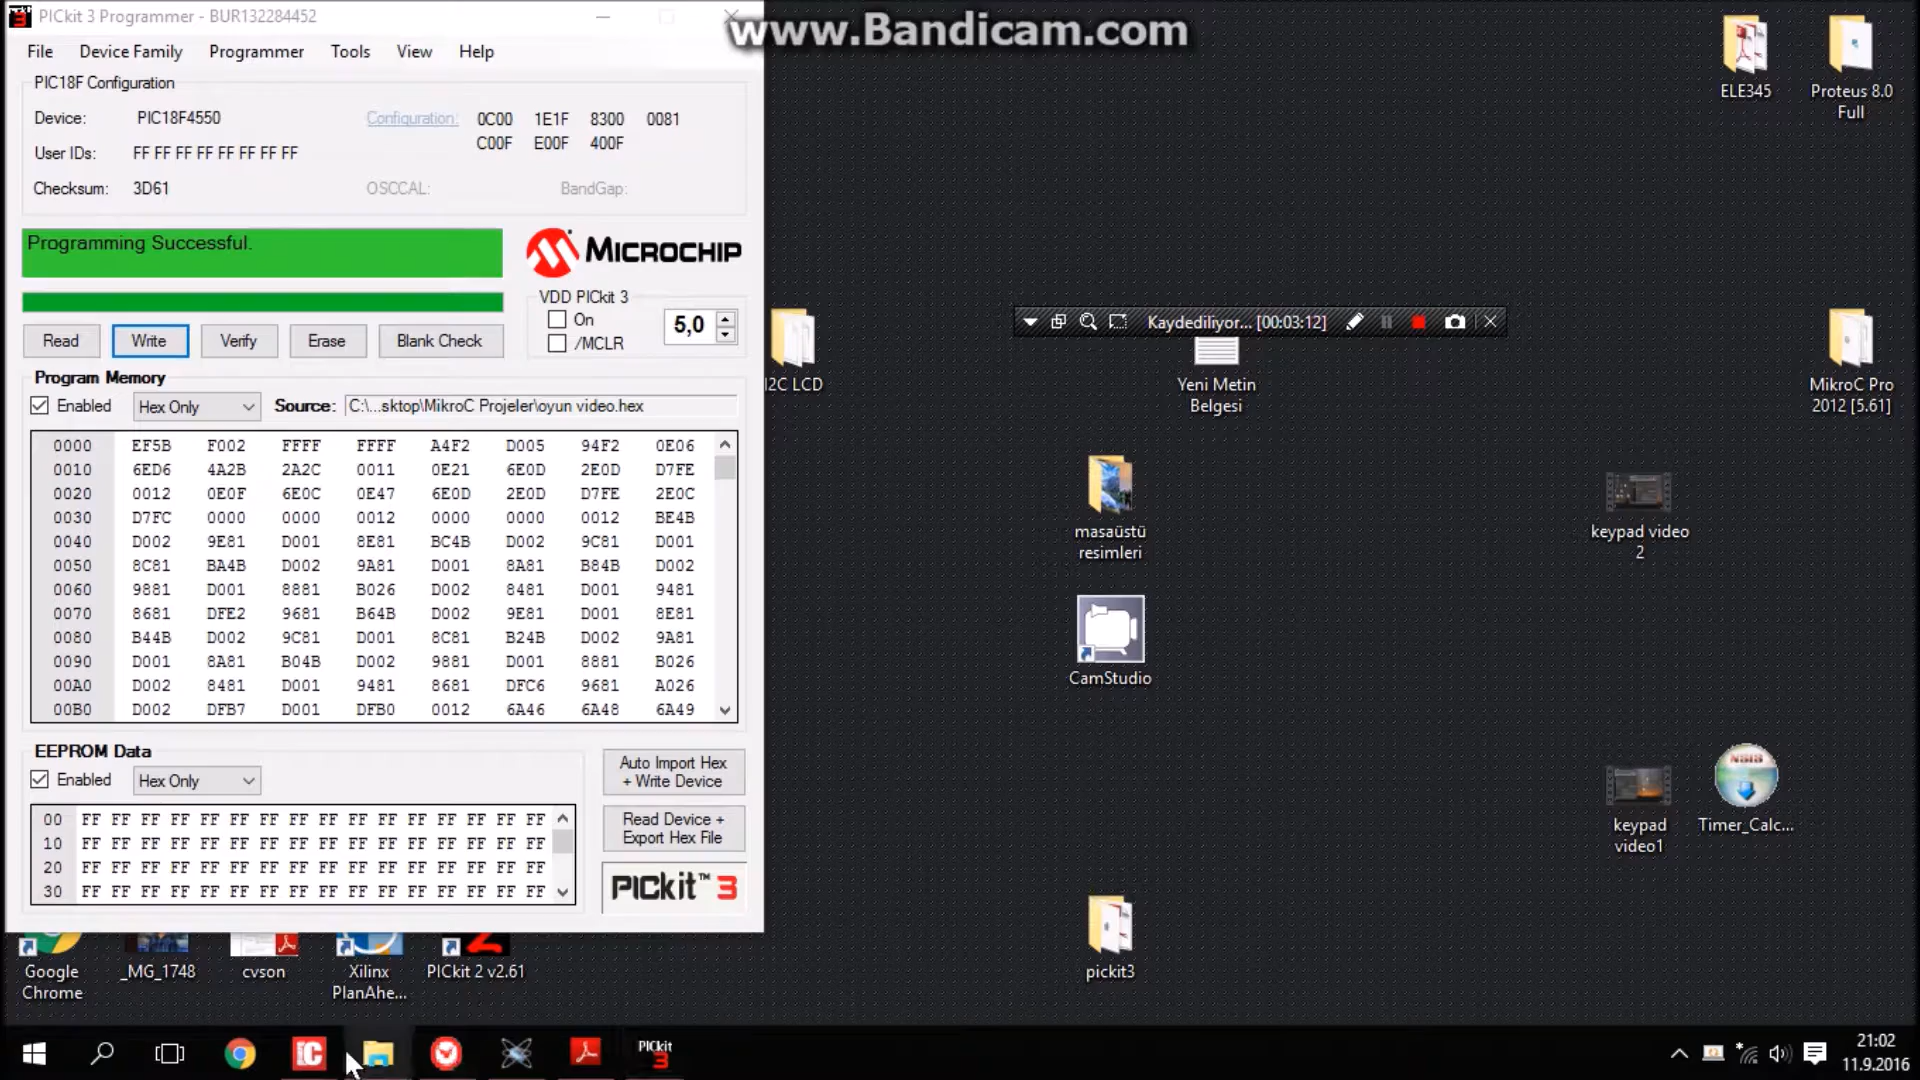 PICkit 3 Programmer - BUR132284452
www.Bandicam.com
File Device Family Programmer Tools View Help
PIC18F Configuration
Device: PIC18F4550 Configuration: 0C00 1E1F 8300 0081
C00F E00F 400F
User IDs: FF FF FF FF FF FF FF FF
Checksum: 3D61 OSCCAL: BandGap:
Programming Successful.
MICROCHIP
VDD PICkit 3
On
/MCLR
5,0
Read Write Verify Erase Blank Check
Program Memory
Enabled Hex Only Source: C:\...sktop\MikroC Projeler\oyun video.hex
0000 EF5B F002 FFFF FFFF A4F2 D005 94F2 0E06
0010 6ED6 4A2B 2A2C 0011 0E21 6E0D 2E0D D7FE
0020 0012 0E0F 6E0C 0E47 6E0D 2E0D D7FE 2E0C
0030 D7FC 0000 0000 0012 0000 0000 0012 BE4B
0040 D002 9E81 D001 8E81 BC4B D002 9C81 D001
0050 8C81 BA4B D002 9A81 D001 8A81 B84B D002
0060 9881 D001 8881 B026 D002 8481 D001 9481
0070 8681 DFE2 9681 B64B D002 9E81 D001 8E81
0080 B44B D002 9C81 D001 8C81 B24B D002 9A81
0090 D001 8A81 B04B D002 9881 D001 8881 B026
00A0 D002 8481 D001 9481 8681 DFC6 9681 A026
00B0 D002 DFB7 D001 DFB0 0012 6A46 6A48 6A49
EEPROM Data
Enabled Hex Only
00 FF FF FF FF FF FF FF FF FF FF FF FF FF FF FF FF
10 FF FF FF FF FF FF FF FF FF FF FF FF FF FF FF FF
20 FF FF FF FF FF FF FF FF FF FF FF FF FF FF FF FF
30 FF FF FF FF FF FF FF FF FF FF FF FF FF FF FF FF
Auto Import Hex
+ Write Device
Read Device +
Export Hex File
PICkit™ 3
Kaydediliyor... [00:03:12]
ELE345
Proteus 8.0
Full
I2C LCD
Yeni Metin
Belgesi
MikroC Pro
2012 [5.61]
masaüstü
resimleri
keypad video
2
CamStudio
keypad
video1
NSIS
Timer_Calc...
pickit3
Google
Chrome
_MG_1748
cvson
Xilinx
PlanAhe...
PICkit 2 v2.61
PICkit
3
21:02
11.9.2016